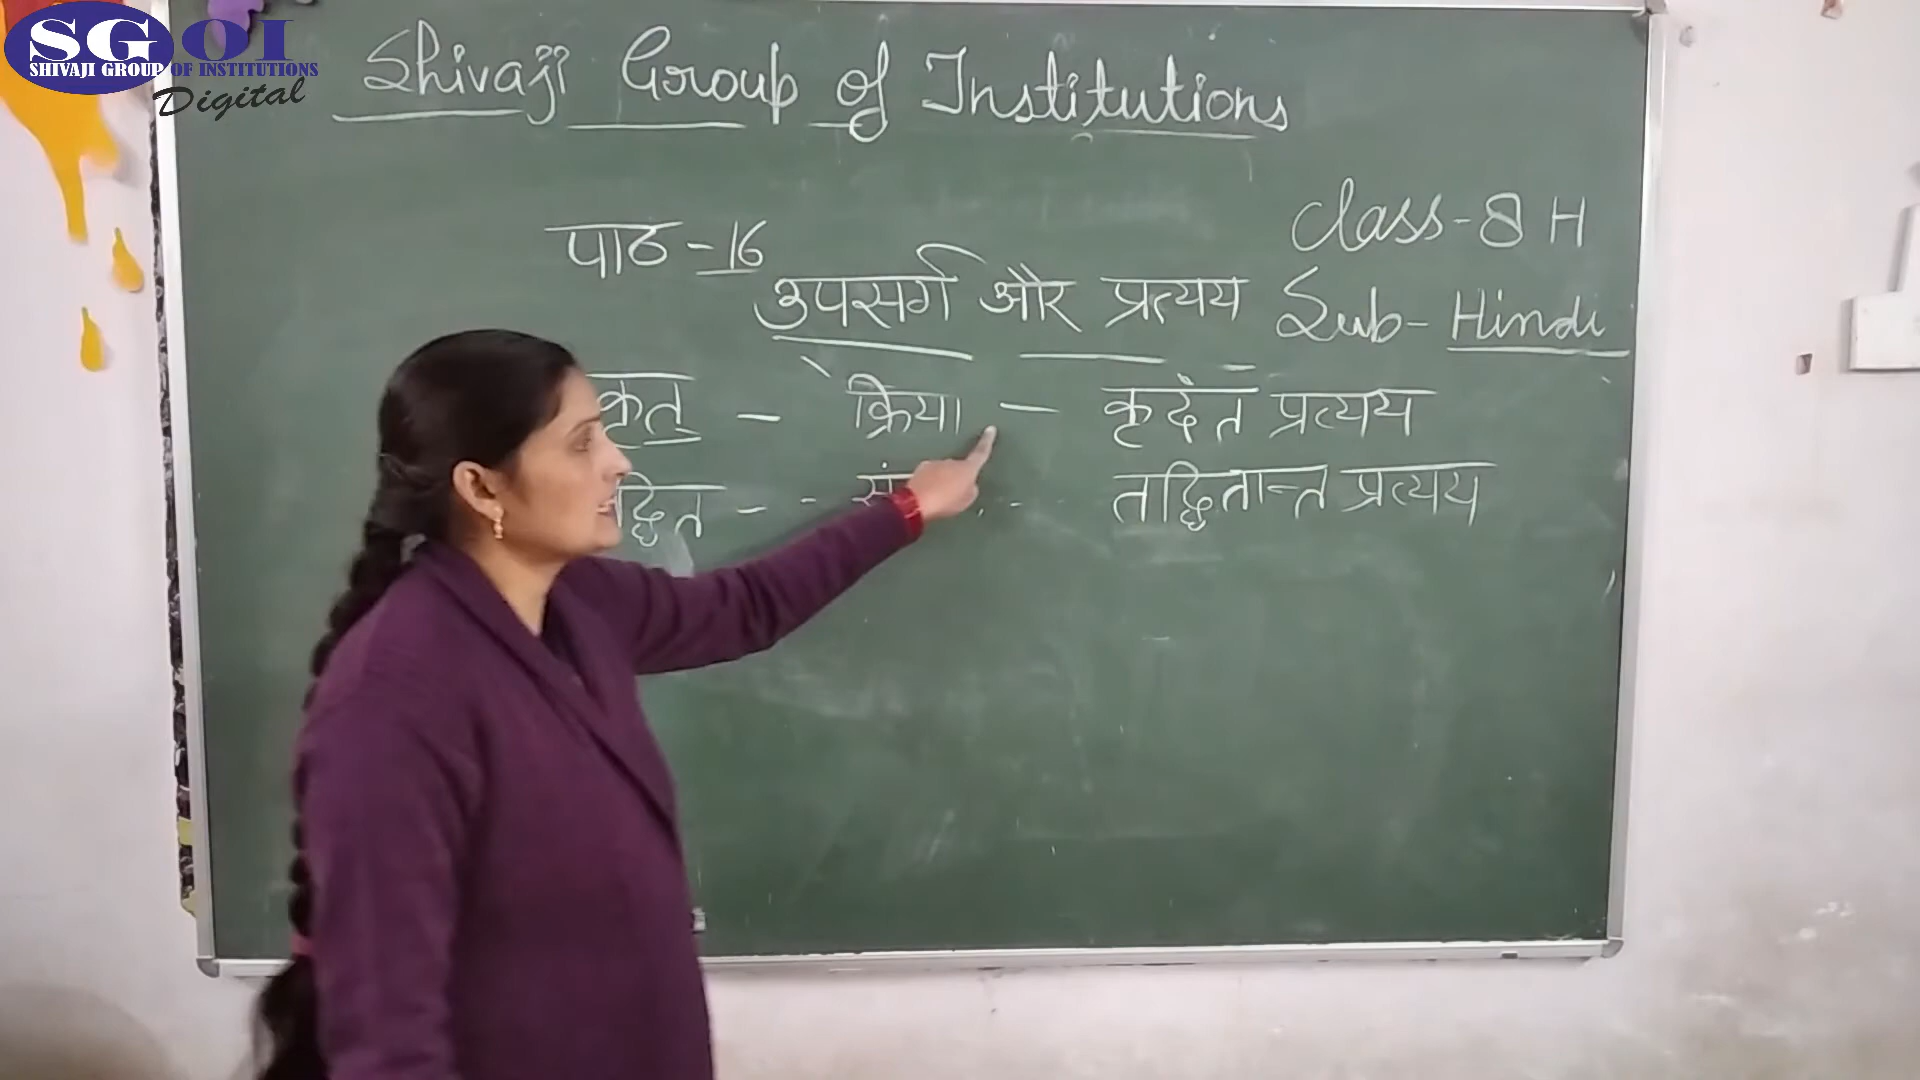 SGOI
SHIVAJI GROUP OF INSTITUTIONS
Digital
Shivaji Group of Institutions
Class-8 H
पाठ-16
उपसर्ग और प्रत्यय
Sub-Hindi
कृत् - क्रिया - कृदंत प्रत्यय
तद्धितान्त प्रत्यय